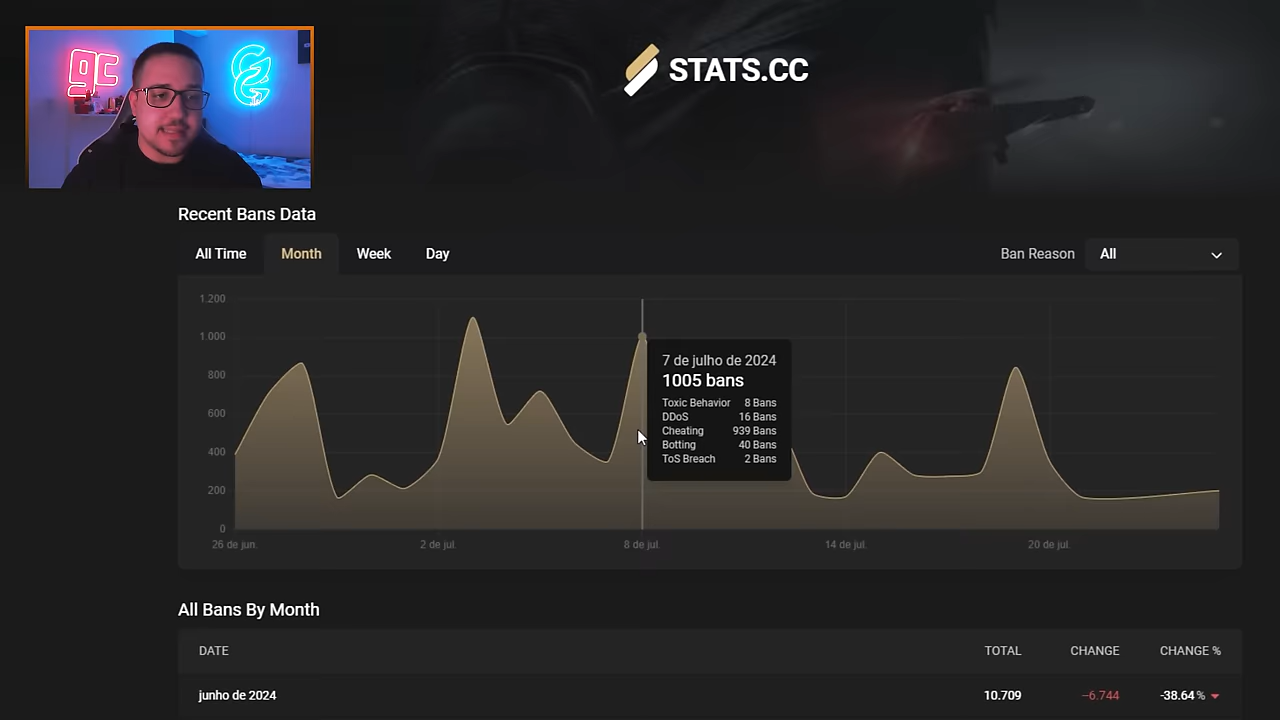 gc
STATS.CC
Recent Bans Data
All Time
Month
Week
Day
Ban Reason
All
1.200
1.000
800
600
400
200
0
7 de julho de 2024
1005 bans
Toxic Behavior 8 Bans
DDoS 16 Bans
Cheating 939 Bans
Botting 40 Bans
ToS Breach 2 Bans
26 de jun.
2 de jul.
8 de jul.
14 de jul.
20 de jul.
All Bans By Month
DATE TOTAL CHANGE CHANGE %
junho de 2024 10.709 −6.744 -38.64%